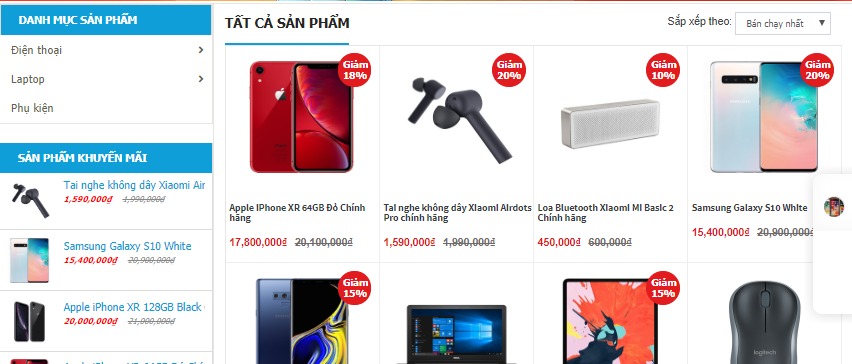 DANH MỤC SẢN PHẨM
Điện thoại
Laptop
Phụ kiện
SẢN PHẨM KHUYẾN MÃI
Tai nghe không dây Xiaomi Air
1,590,000₫ 1,990,000₫
Samsung Galaxy S10 White
15,400,000₫ 20,900,000₫
Apple iPhone XR 128GB Black
20,000,000₫ 21,000,000₫
TẤT CẢ SẢN PHẨM
Sắp xếp theo: Bán chạy nhất
Giảm
18%
Apple iPhone XR 64GB Đỏ Chính
hãng
17,800,000₫ 20,100,000₫
Giảm
20%
Tai nghe không dây Xiaomi Airdots
Pro chính hãng
1,590,000₫ 1,990,000₫
Giảm
10%
Loa Bluetooth Xiaomi Mi Basic 2
Chính hãng
450,000₫ 600,000₫
Giảm
20%
Samsung Galaxy S10 White
15,400,000₫ 20,900,000₫
Giảm
15%
Giảm
15%
logitech